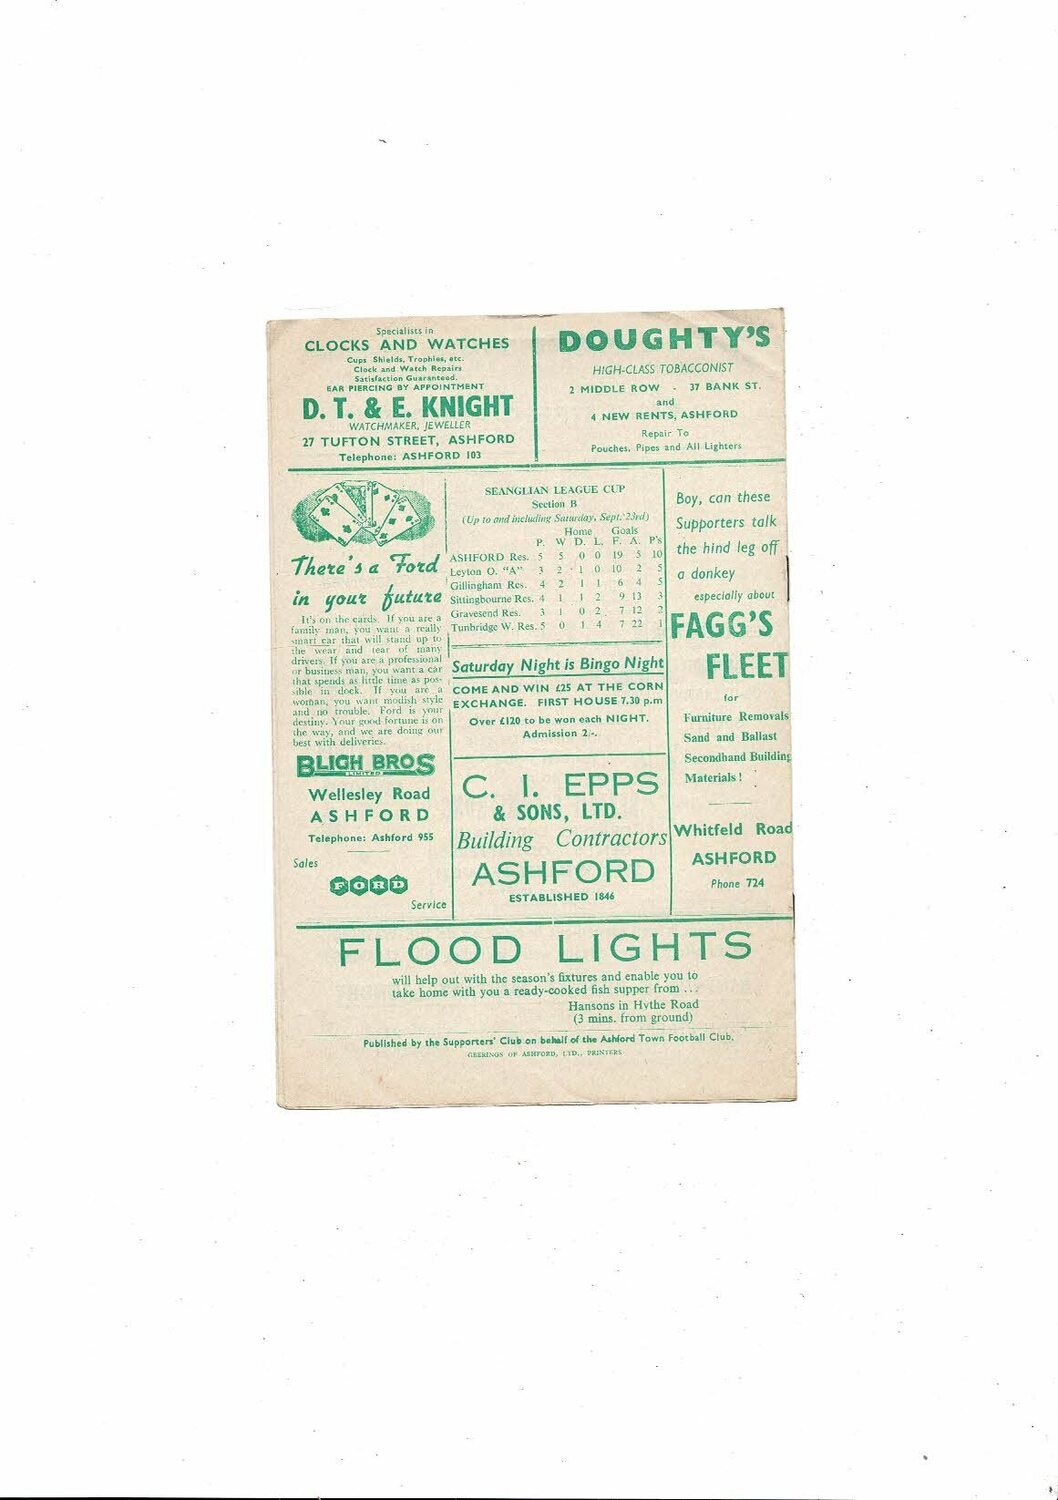 Specialists in
CLOCKS AND WATCHES
Cups Shields, Trophies, etc.
Clock and Watch Repairs
Satisfaction Guaranteed.
EAR PIERCING BY APPOINTMENT
D. T. & E. KNIGHT
WATCHMAKER, JEWELLER
27 TUFTON STREET, ASHFORD
Telephone: ASHFORD 103
DOUGHTY'S
HIGH-CLASS TOBACCONIST
2 MIDDLE ROW - 37 BANK ST.
and
4 NEW RENTS, ASHFORD
Repair To
Pouches, Pipes and All Lighters
There's a Ford
in your future
It's on the cards. If you are a
family man, you want a really
smart car that will stand up to
the wear and tear of many
drivers. If you are a professional
or business man, you want a car
that spends as little time as pos-
sible in dock. If you are a
woman, you want modish style
and no trouble. Ford is your
destiny. Your good fortune is on
the way, and we are doing our
best with deliveries.
BLIGH BROS
LIMITED
Wellesley Road
ASHFORD
Telephone: Ashford 955
Sales
FORD
Service
SEANGLIAN LEAGUE CUP
Section B
(Up to and including Saturday, Sept. 23rd)
Home Goals
P. W D. L. F. A. P's
ASHFORD Res. 5 5 0 0 19 5 10
Leyton O. "A" 3 2 1 0 10 2 5
Gillingham Res. 4 2 1 1 6 4 5
Sittingbourne Res. 4 1 1 2 9 13 3
Gravesend Res. 3 1 0 2 7 12 2
Tunbridge W. Res. 5 0 1 4 7 22 1
Saturday Night is Bingo Night
COME AND WIN £25 AT THE CORN
EXCHANGE. FIRST HOUSE 7.30 p.m
Over £120 to be won each NIGHT.
Admission 2/-.
C. I. EPPS
& SONS, LTD.
Building Contractors
ASHFORD
ESTABLISHED 1846
Boy, can these
Supporters talk
the hind leg off
a donkey
especially about
FAGG'S
FLEET
for
Furniture Removals
Sand and Ballast
Secondhand Building
Materials!
Whitfeld Road
ASHFORD
Phone 724
FLOOD LIGHTS
will help out with the season's fixtures and enable you to
take home with you a ready-cooked fish supper from ...
Hansons in Hythe Road
(3 mins. from ground)
Published by the Supporters' Club on behalf of the Ashford Town Football Club.
GEERINGS OF ASHFORD, LTD., PRINTERS